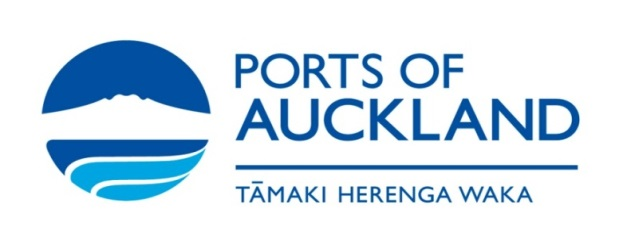 PORTS OF
AUCKLAND
TĀMAKI HERENGA WAKA